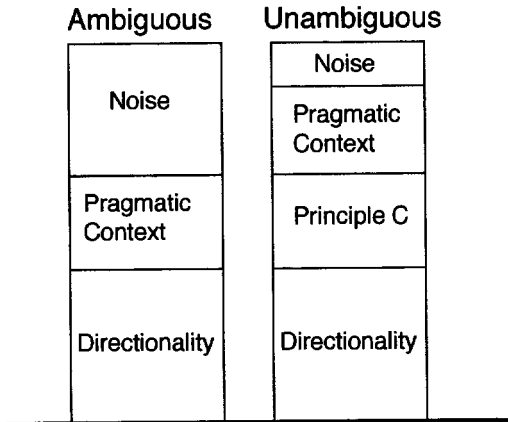 Ambiguous
Unambiguous
Noise
Pragmatic
Context
Directionality
Noise
Pragmatic
Context
Principle C
Directionality